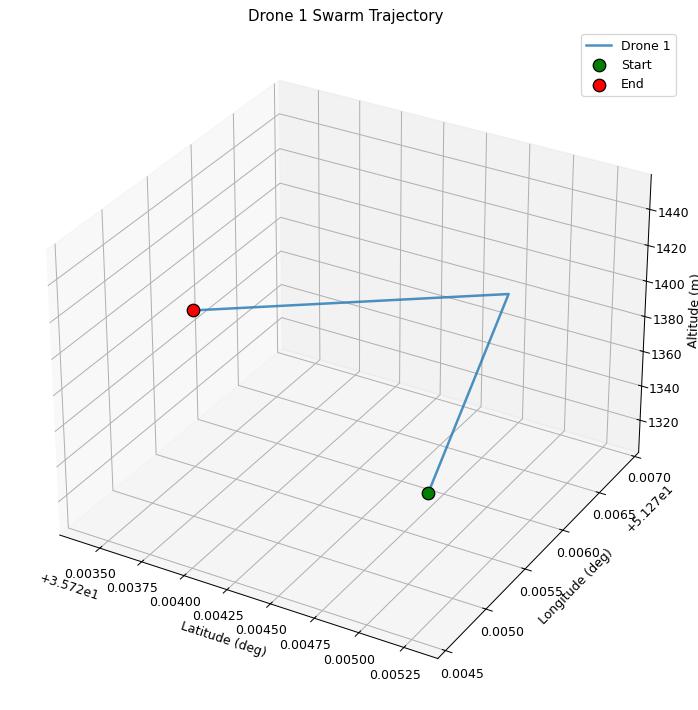 Drone 1 Swarm Trajectory
Drone 1
Start
End
1440
1420
1400
1380
1360
1340
1320
Altitude (m)
0.0070
0.0065
0.0060
0.0055
0.0050
0.0045
+5.127e1
Longitude (deg)
0.00350
0.00375
0.00400
0.00425
0.00450
0.00475
0.00500
0.00525
+3.572e1
Latitude (deg)